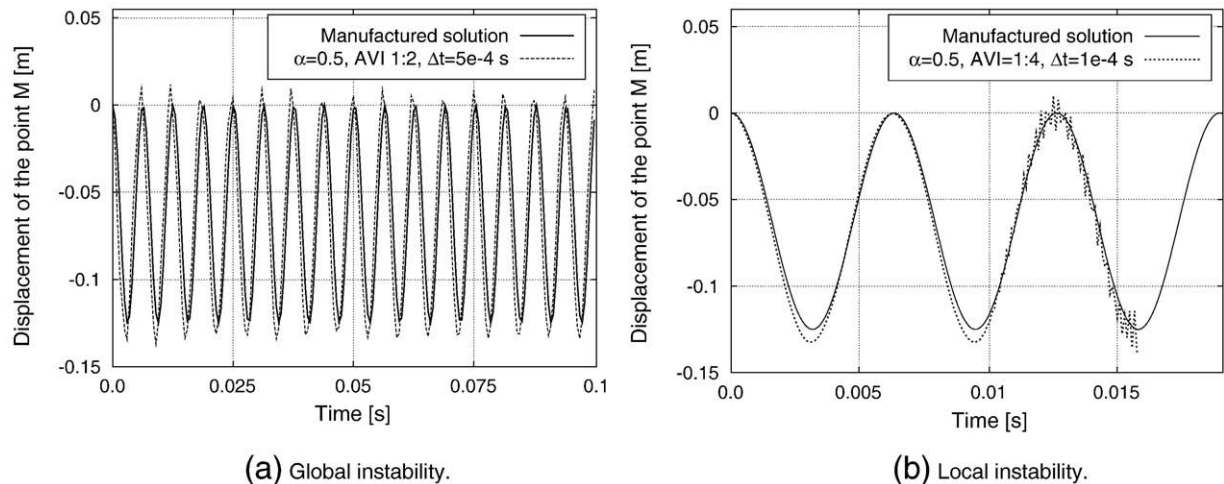 Displacement of the point M [m]
0.05
0
-0.05
-0.1
-0.15
Manufactured solution
α=0.5, AVI 1:2, Δt=5e-4 s
0.0
0.025
0.05
0.075
0.1
Time [s]
(a) Global instability.
Displacement of the point M [m]
0.05
0
-0.05
-0.1
-0.15
Manufactured solution
α=0.5, AVI=1:4, Δt=1e-4 s
0.0
0.005
0.010
0.015
Time [s]
(b) Local instability.